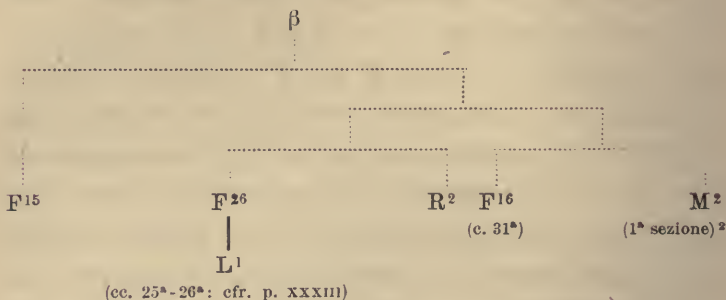 β
F¹⁵ F²⁶ R² F¹⁶ M²
(c. 31ª) (1ª sezione) ²
L¹
(cc. 25ª-26ª: cfr. p. XXXIII)